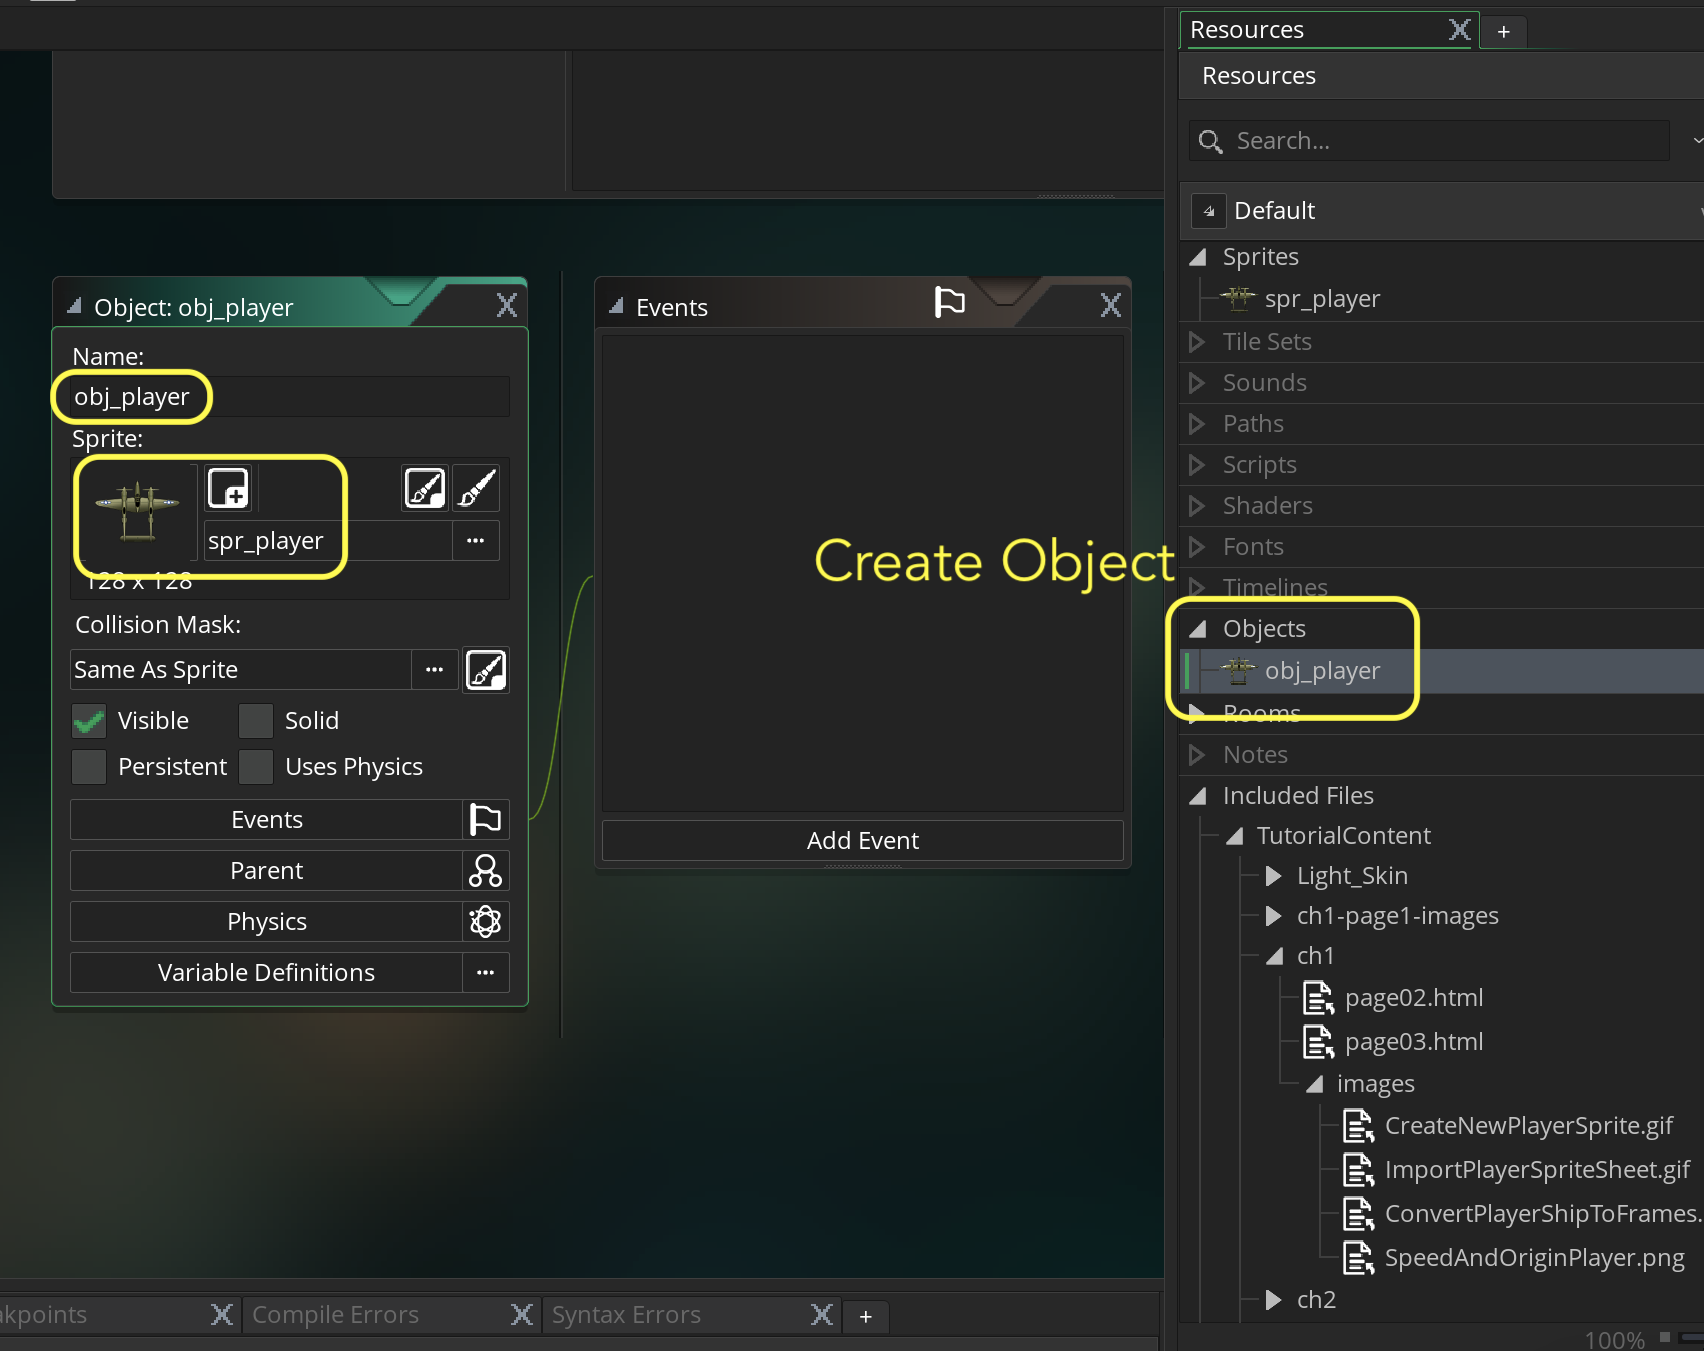 Object: obj_player
Name:
obj_player
Sprite:
spr_player
...
128 x 128
Collision Mask:
Same As Sprite
...
Visible
Solid
Persistent
Uses Physics
Events
Parent
Physics
Variable Definitions
...
Events
Create Object
Add Event
akpoints
Compile Errors
Syntax Errors
+
Resources
+
Resources
Search...
Default
Sprites
spr_player
Tile Sets
Sounds
Paths
Scripts
Shaders
Fonts
Timelines
Objects
obj_player
Rooms
Notes
Included Files
TutorialContent
Light_Skin
ch1-page1-images
ch1
page02.html
page03.html
images
CreateNewPlayerSprite.gif
ImportPlayerSpriteSheet.gif
ConvertPlayerShipToFrames.
SpeedAndOriginPlayer.png
ch2
100%